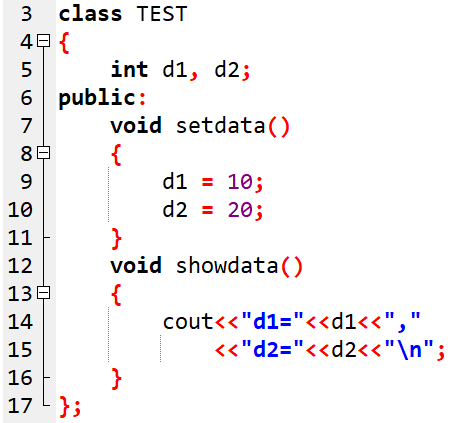 3 class TEST
4 {
5     int d1, d2;
6 public:
7     void setdata()
8     {
9         d1 = 10;
10         d2 = 20;
11     }
12     void showdata()
13     {
14         cout<<"d1="<<d1<<","
15             <<"d2="<<d2<<"\n";
16     }
17 };